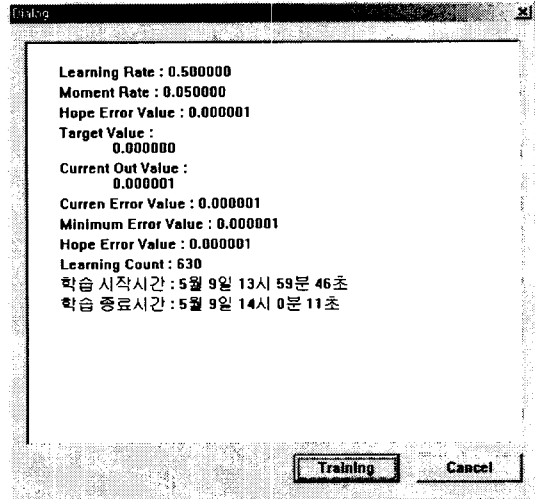 Dialog
Learning Rate : 0.500000
Moment Rate : 0.050000
Hope Error Value : 0.000001
Target Value :
0.000000
Current Out Value :
0.000001
Curren Error Value : 0.000001
Minimum Error Value : 0.000001
Hope Error Value : 0.000001
Learning Count : 630
학습 시작시간 : 5월 9일 13시 59분 46초
학습 종료시간 : 5월 9일 14시 0분 11초
Training Cancel